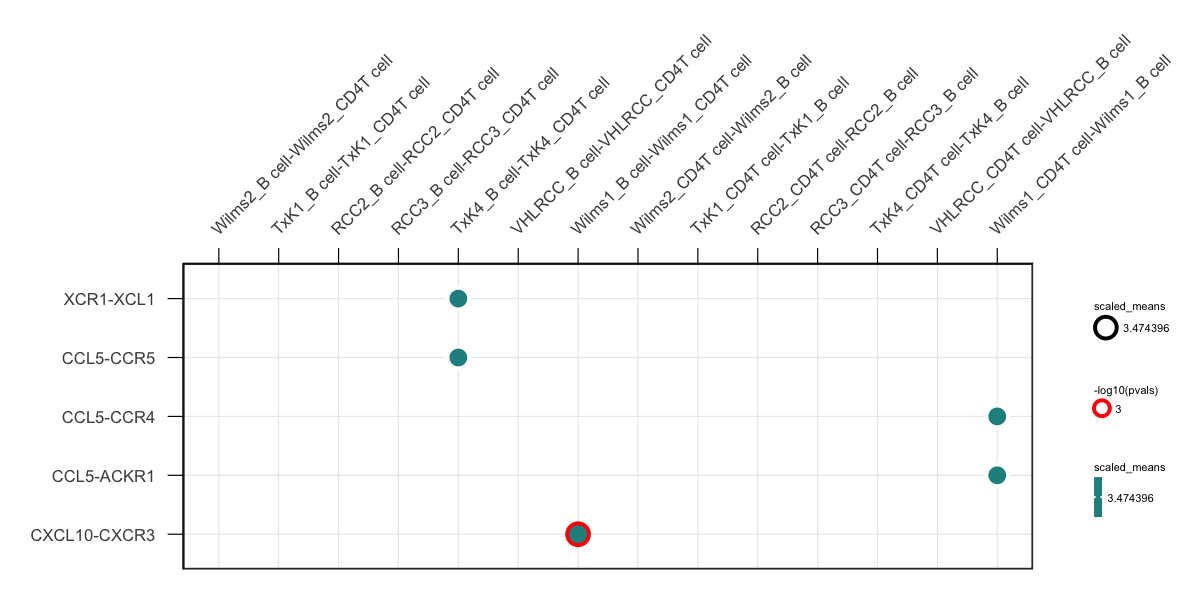 Wilms2_B cell-Wilms2_CD4T cell
TxK1_B cell-TxK1_CD4T cell
RCC2_B cell-RCC2_CD4T cell
RCC3_B cell-RCC3_CD4T cell
TxK4_B cell-TxK4_CD4T cell
VHLRCC_B cell-VHLRCC_CD4T cell
Wilms1_B cell-Wilms1_CD4T cell
Wilms2_CD4T cell-Wilms2_B cell
TxK1_CD4T cell-TxK1_B cell
RCC2_CD4T cell-RCC2_B cell
RCC3_CD4T cell-RCC3_B cell
TxK4_CD4T cell-TxK4_B cell
VHLRCC_CD4T cell-VHLRCC_B cell
Wilms1_CD4T cell-Wilms1_B cell
XCR1-XCL1
CCL5-CCR5
CCL5-CCR4
CCL5-ACKR1
CXCL10-CXCR3
scaled_means
3.474396
-log10(pvals)
3
scaled_means
3.474396